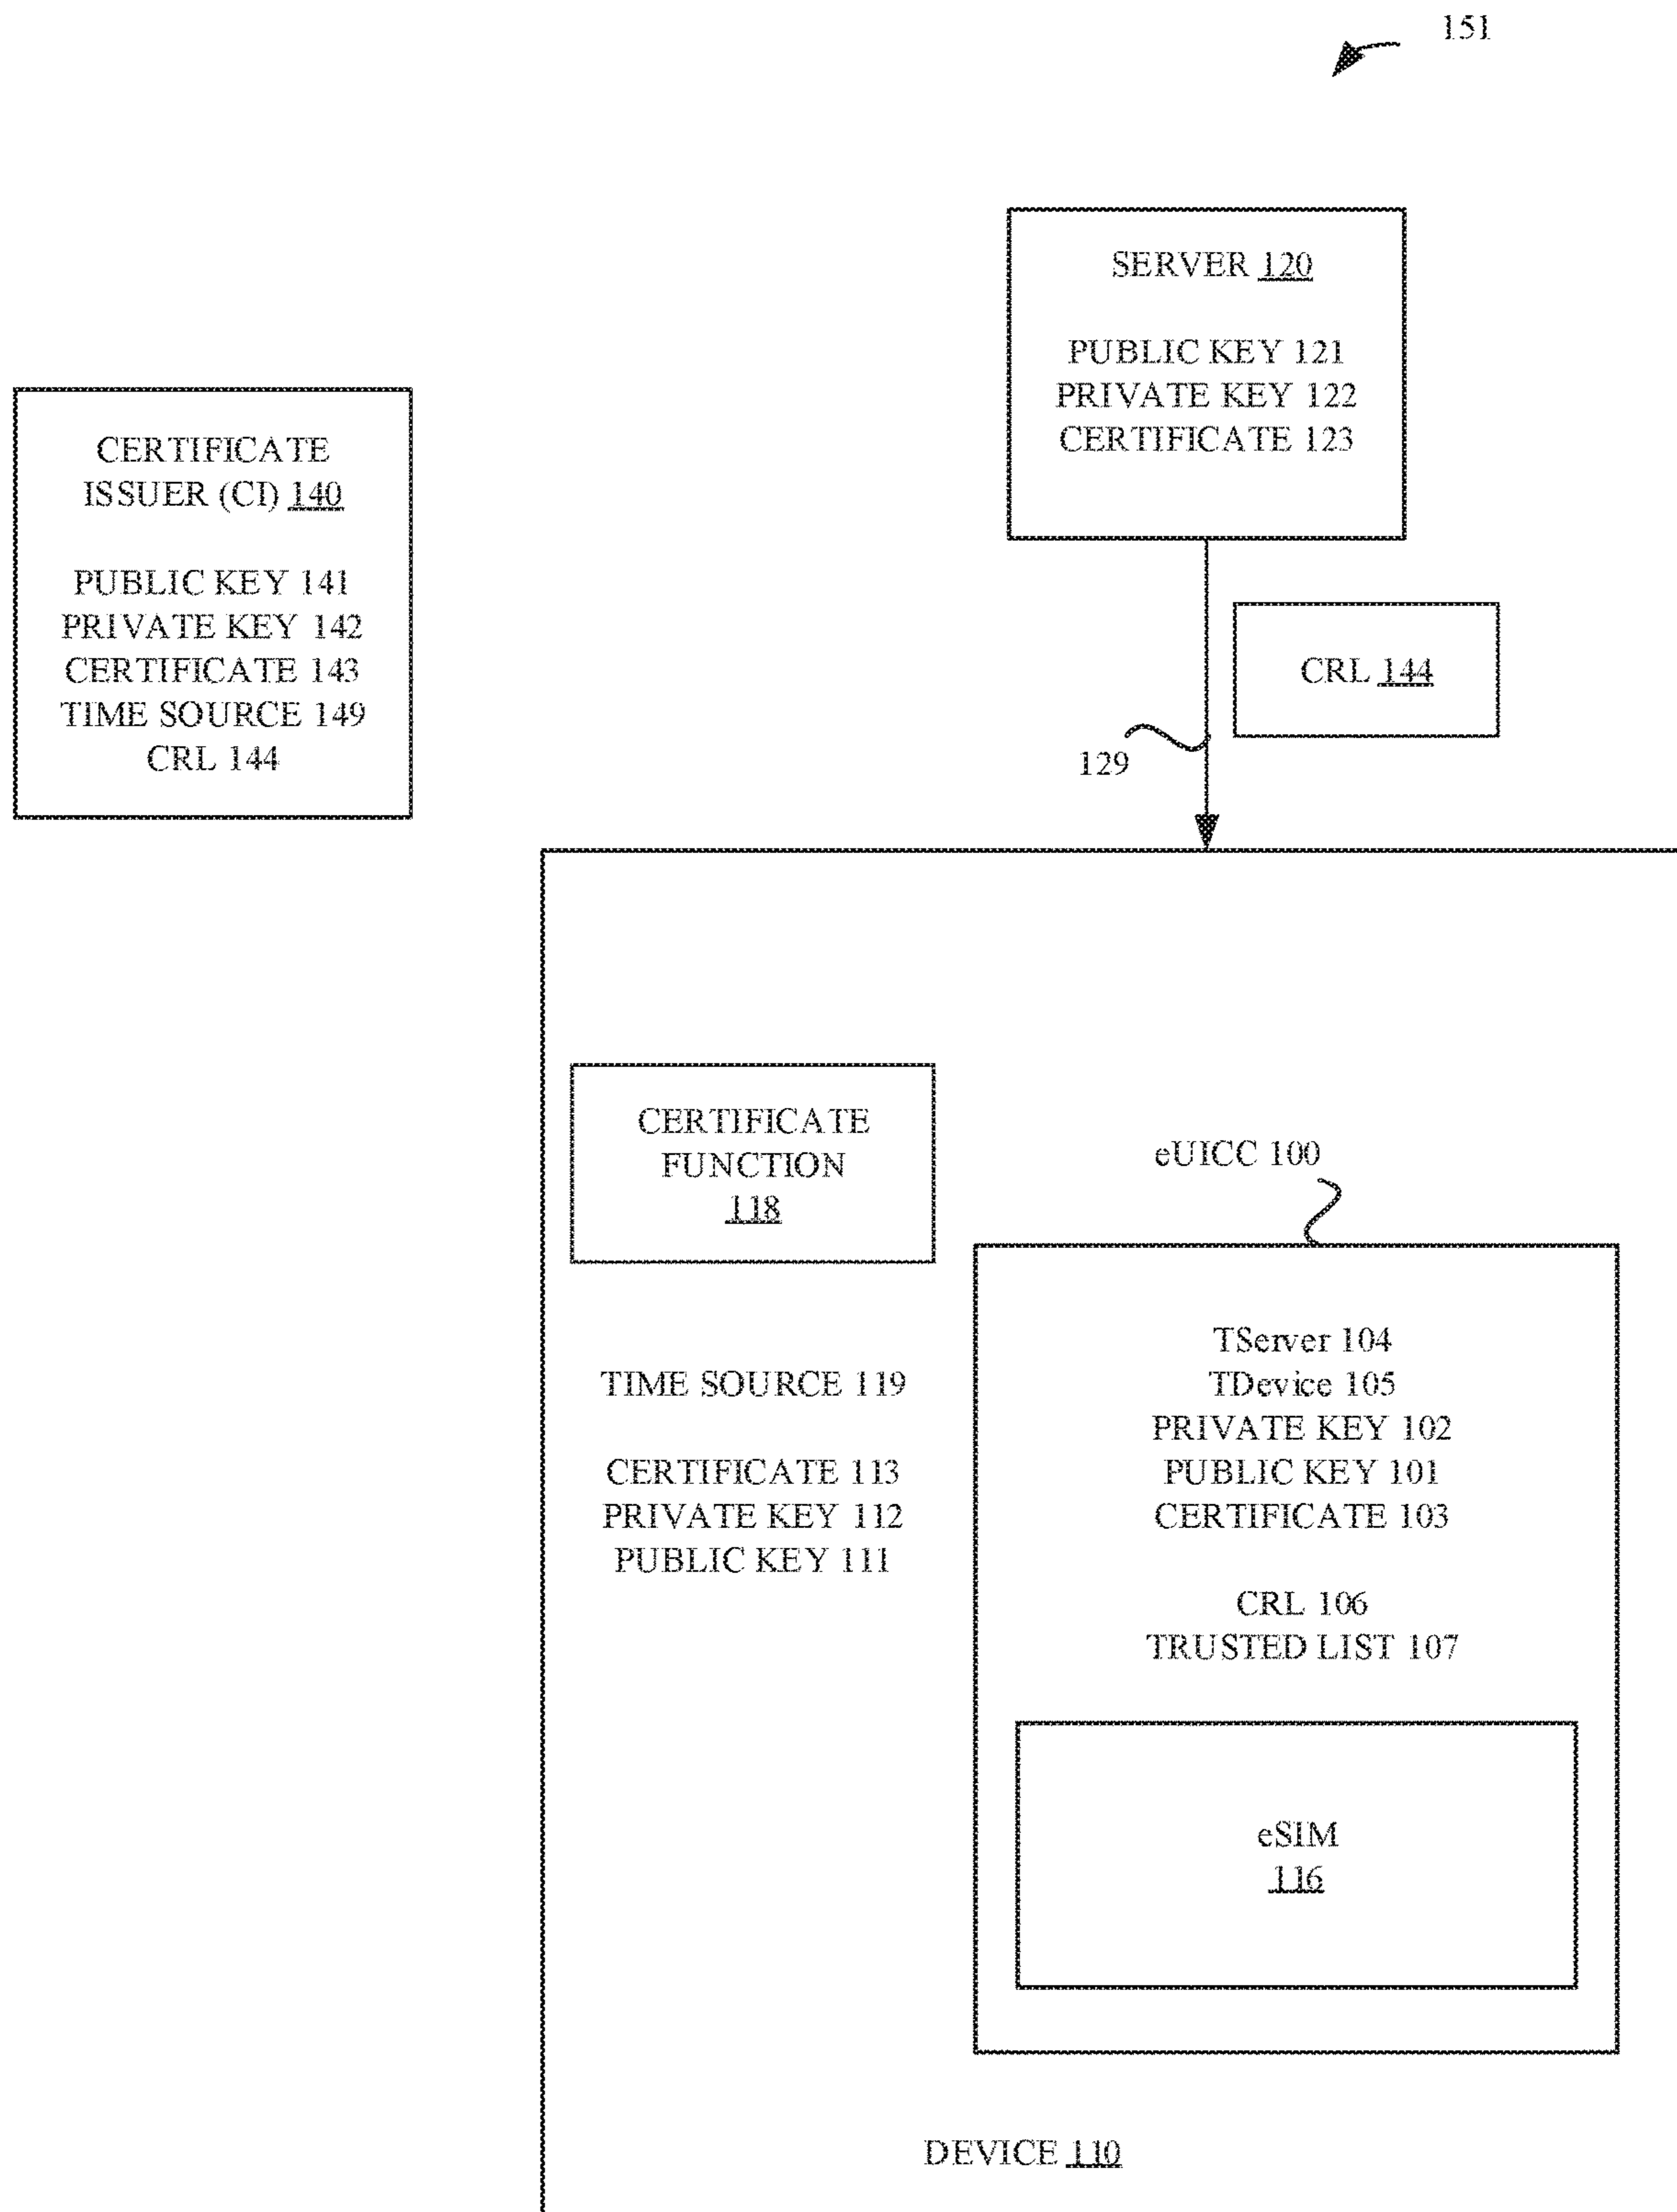 151
SERVER 120
PUBLIC KEY 121
PRIVATE KEY 122
CERTIFICATE 123
CERTIFICATE
ISSUER (CI) 140
PUBLIC KEY 141
PRIVATE KEY 142
CERTIFICATE 143
TIME SOURCE 149
CRL 144
CRL 144
129
CERTIFICATE
FUNCTION
118
eUICC 100
TIME SOURCE 119
CERTIFICATE 113
PRIVATE KEY 112
PUBLIC KEY 111
TServer 104
TDevice 105
PRIVATE KEY 102
PUBLIC KEY 101
CERTIFICATE 103
CRL 106
TRUSTED LIST 107
eSIM
116
DEVICE 110